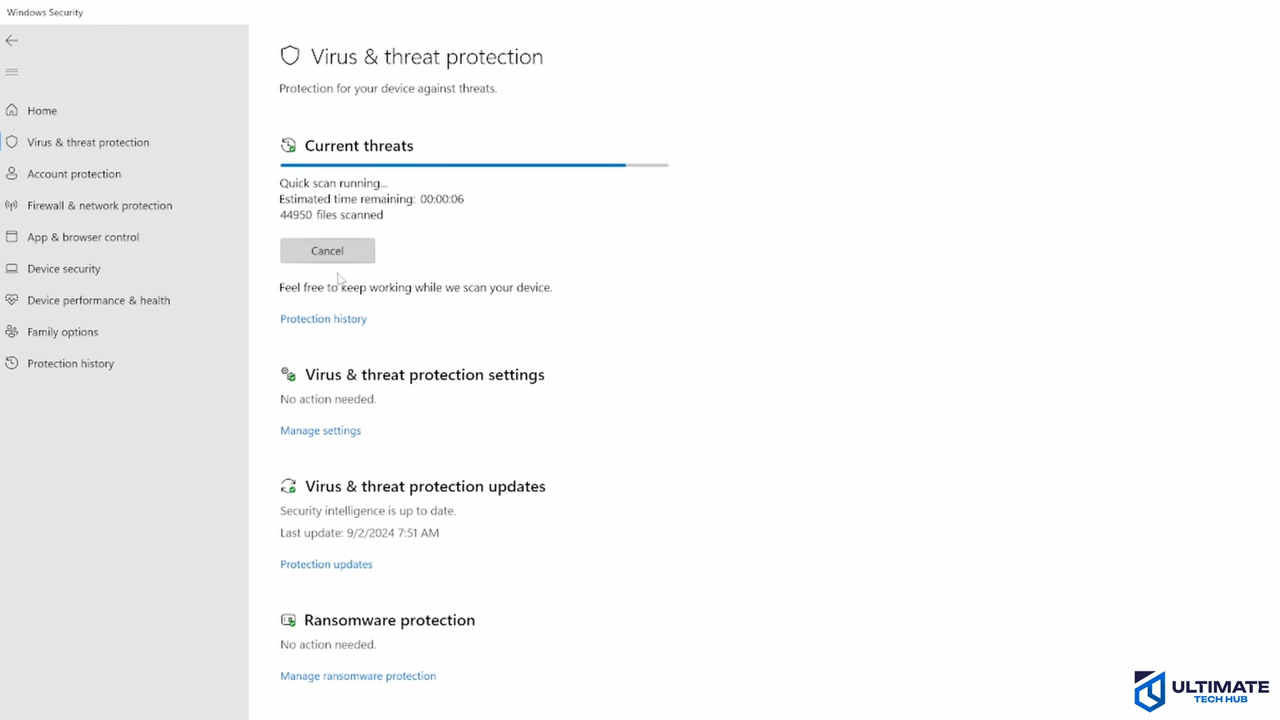 Windows Security
Home
Virus & threat protection
Account protection
Firewall & network protection
App & browser control
Device security
Device performance & health
Family options
Protection history
Virus & threat protection
Protection for your device against threats.
Current threats
Quick scan running...
Estimated time remaining: 00:00:06
44950 files scanned
Cancel
Feel free to keep working while we scan your device.
Protection history
Virus & threat protection settings
No action needed.
Manage settings
Virus & threat protection updates
Security intelligence is up to date.
Last update: 9/2/2024 7:51 AM
Protection updates
Ransomware protection
No action needed.
Manage ransomware protection
ULTIMATE
TECH HUB